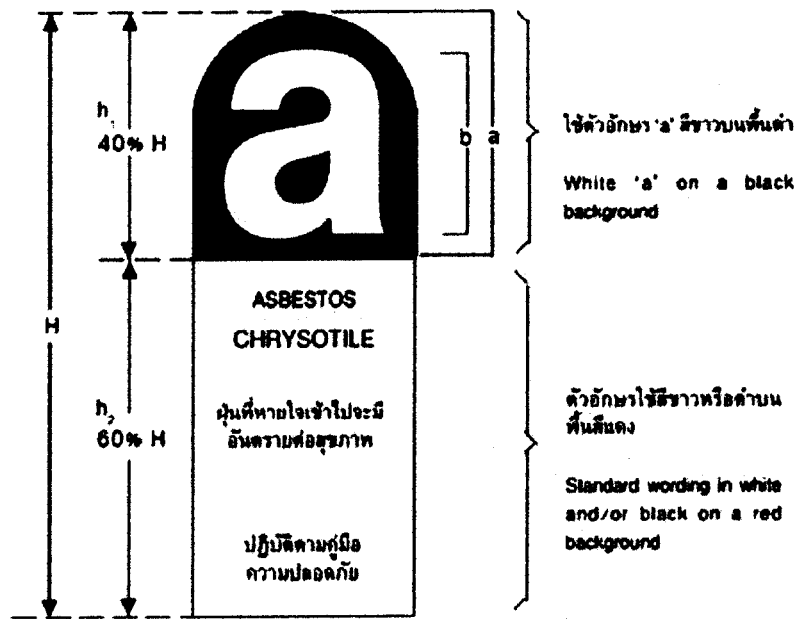 a
h₁
40% H
b a
ใช้ตัวอักษร 'a' สีขาวบนพื้นดำ
White 'a' on a black
background
H
ASBESTOS
CHRYSOTILE
h₂
60% H
ฝุ่นที่หายใจเข้าไปจะมี
อันตรายต่อสุขภาพ
ปฏิบัติตามคู่มือ
ความปลอดภัย
ตัวอักษรใช้สีขาวหรือดำบน
พื้นสีแดง
Standard wording in white
and/or black on a red
background